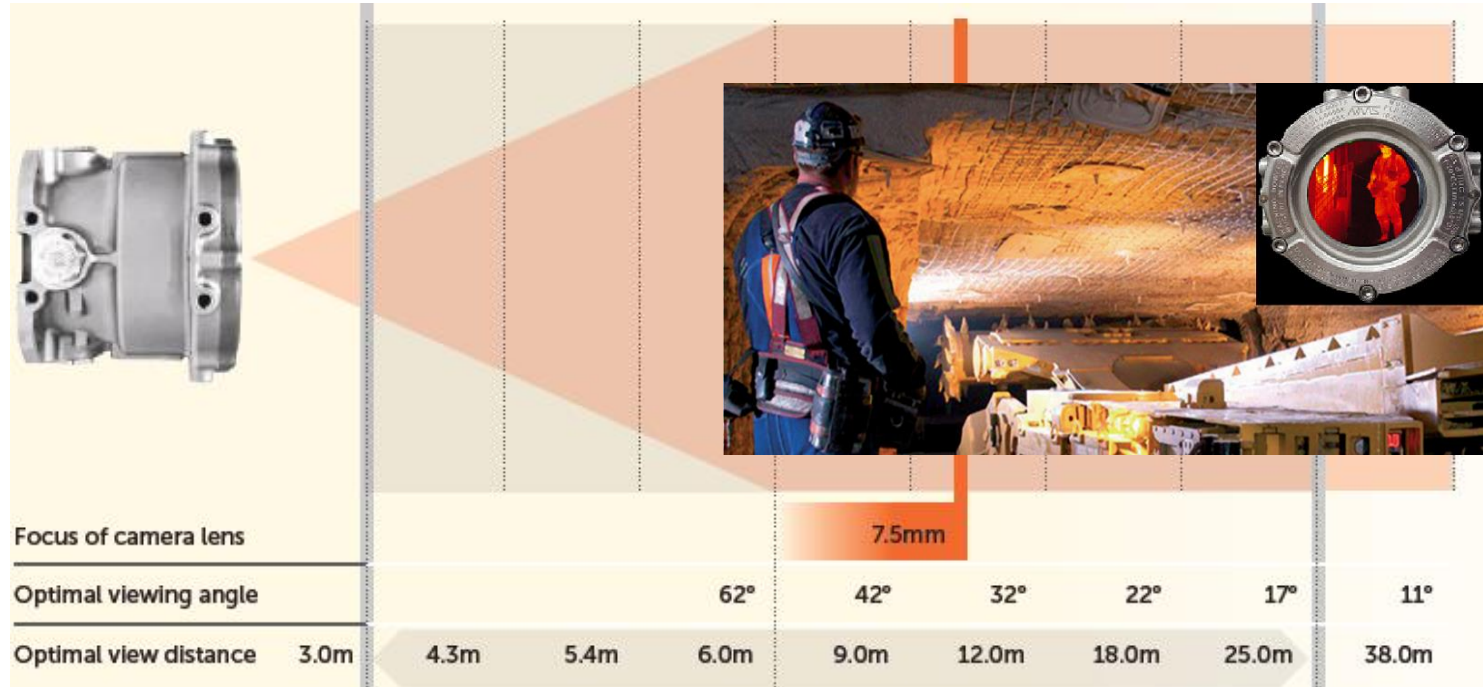 Focus of camera lens 7.5mm
Optimal viewing angle 62° 42° 32° 22° 17° 11°
Optimal view distance 3.0m 4.3m 5.4m 6.0m 9.0m 12.0m 18.0m 25.0m 38.0m